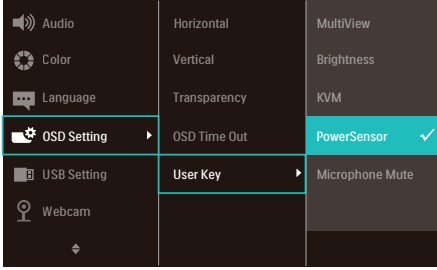 Audio
Color
Language
OSD Setting
USB Setting
Webcam
Horizontal
Vertical
Transparency
OSD Time Out
User Key
MultiView
Brightness
KVM
PowerSensor
Microphone Mute